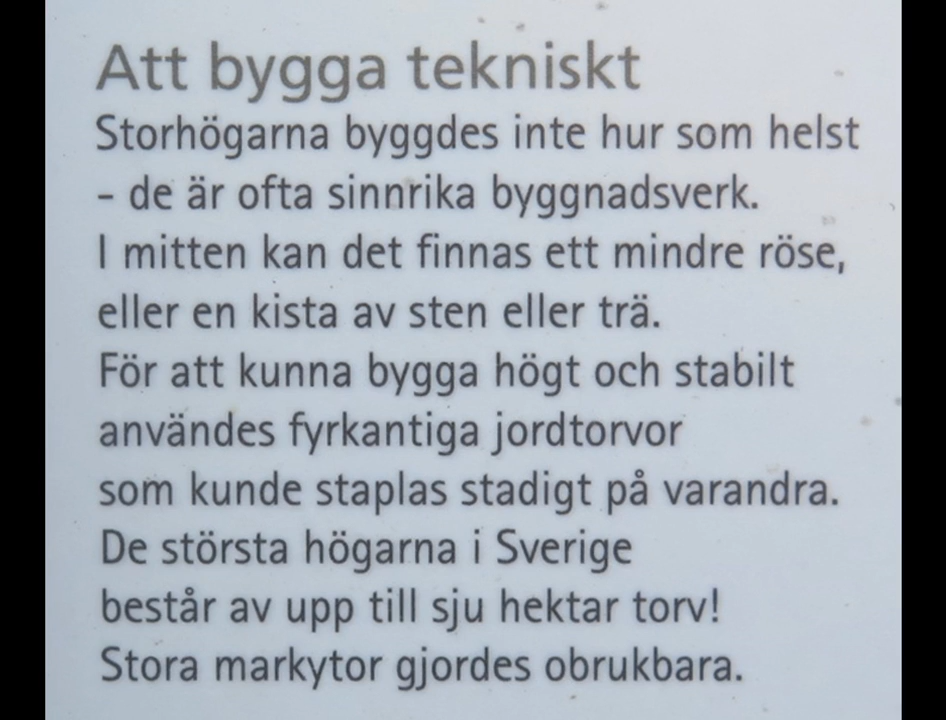 Att bygga tekniskt
Storhögarna byggdes inte hur som helst
- de är ofta sinnrika byggnadsverk.
I mitten kan det finnas ett mindre röse,
eller en kista av sten eller trä.
För att kunna bygga högt och stabilt
användes fyrkantiga jordtorvor
som kunde staplas stadigt på varandra.
De största högarna i Sverige
består av upp till sju hektar torv!
Stora markytor gjordes obrukbara.